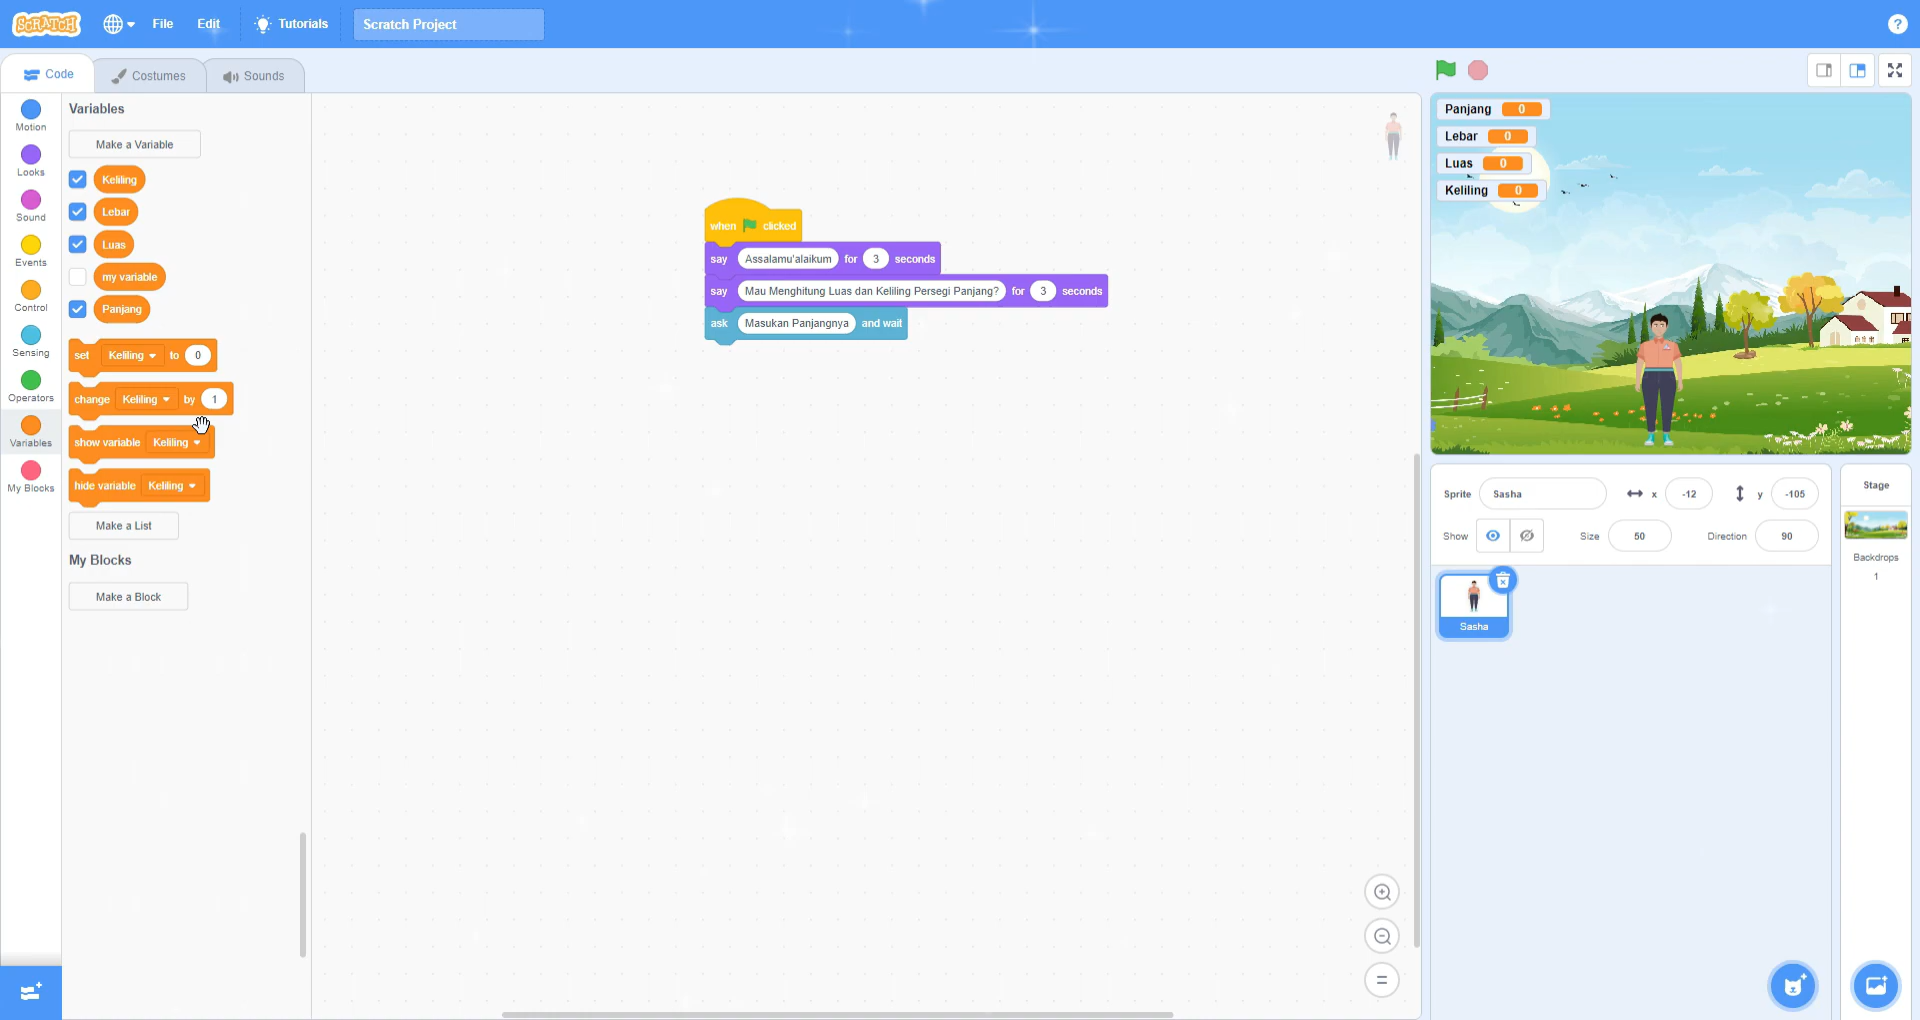 SCRATCH File Edit Tutorials Scratch Project ?
Code Costumes Sounds
Motion
Looks
Sound
Events
Control
Sensing
Operators
Variables
My Blocks
Variables
Make a Variable
Keliling
Lebar
Luas
my variable
Panjang
set Keliling to 0
change Keliling by 1
show variable Keliling
hide variable Keliling
Make a List
My Blocks
Make a Block
when clicked
say Assalamu'alaikum for 3 seconds
say Mau Menghitung Luas dan Keliling Persegi Panjang? for 3 seconds
ask Masukan Panjangnya and wait
Panjang 0
Lebar 0
Luas 0
Keliling 0
Sprite Sasha x -12 y -105
Show Size 50 Direction 90
Sasha
Stage
Backdrops
1